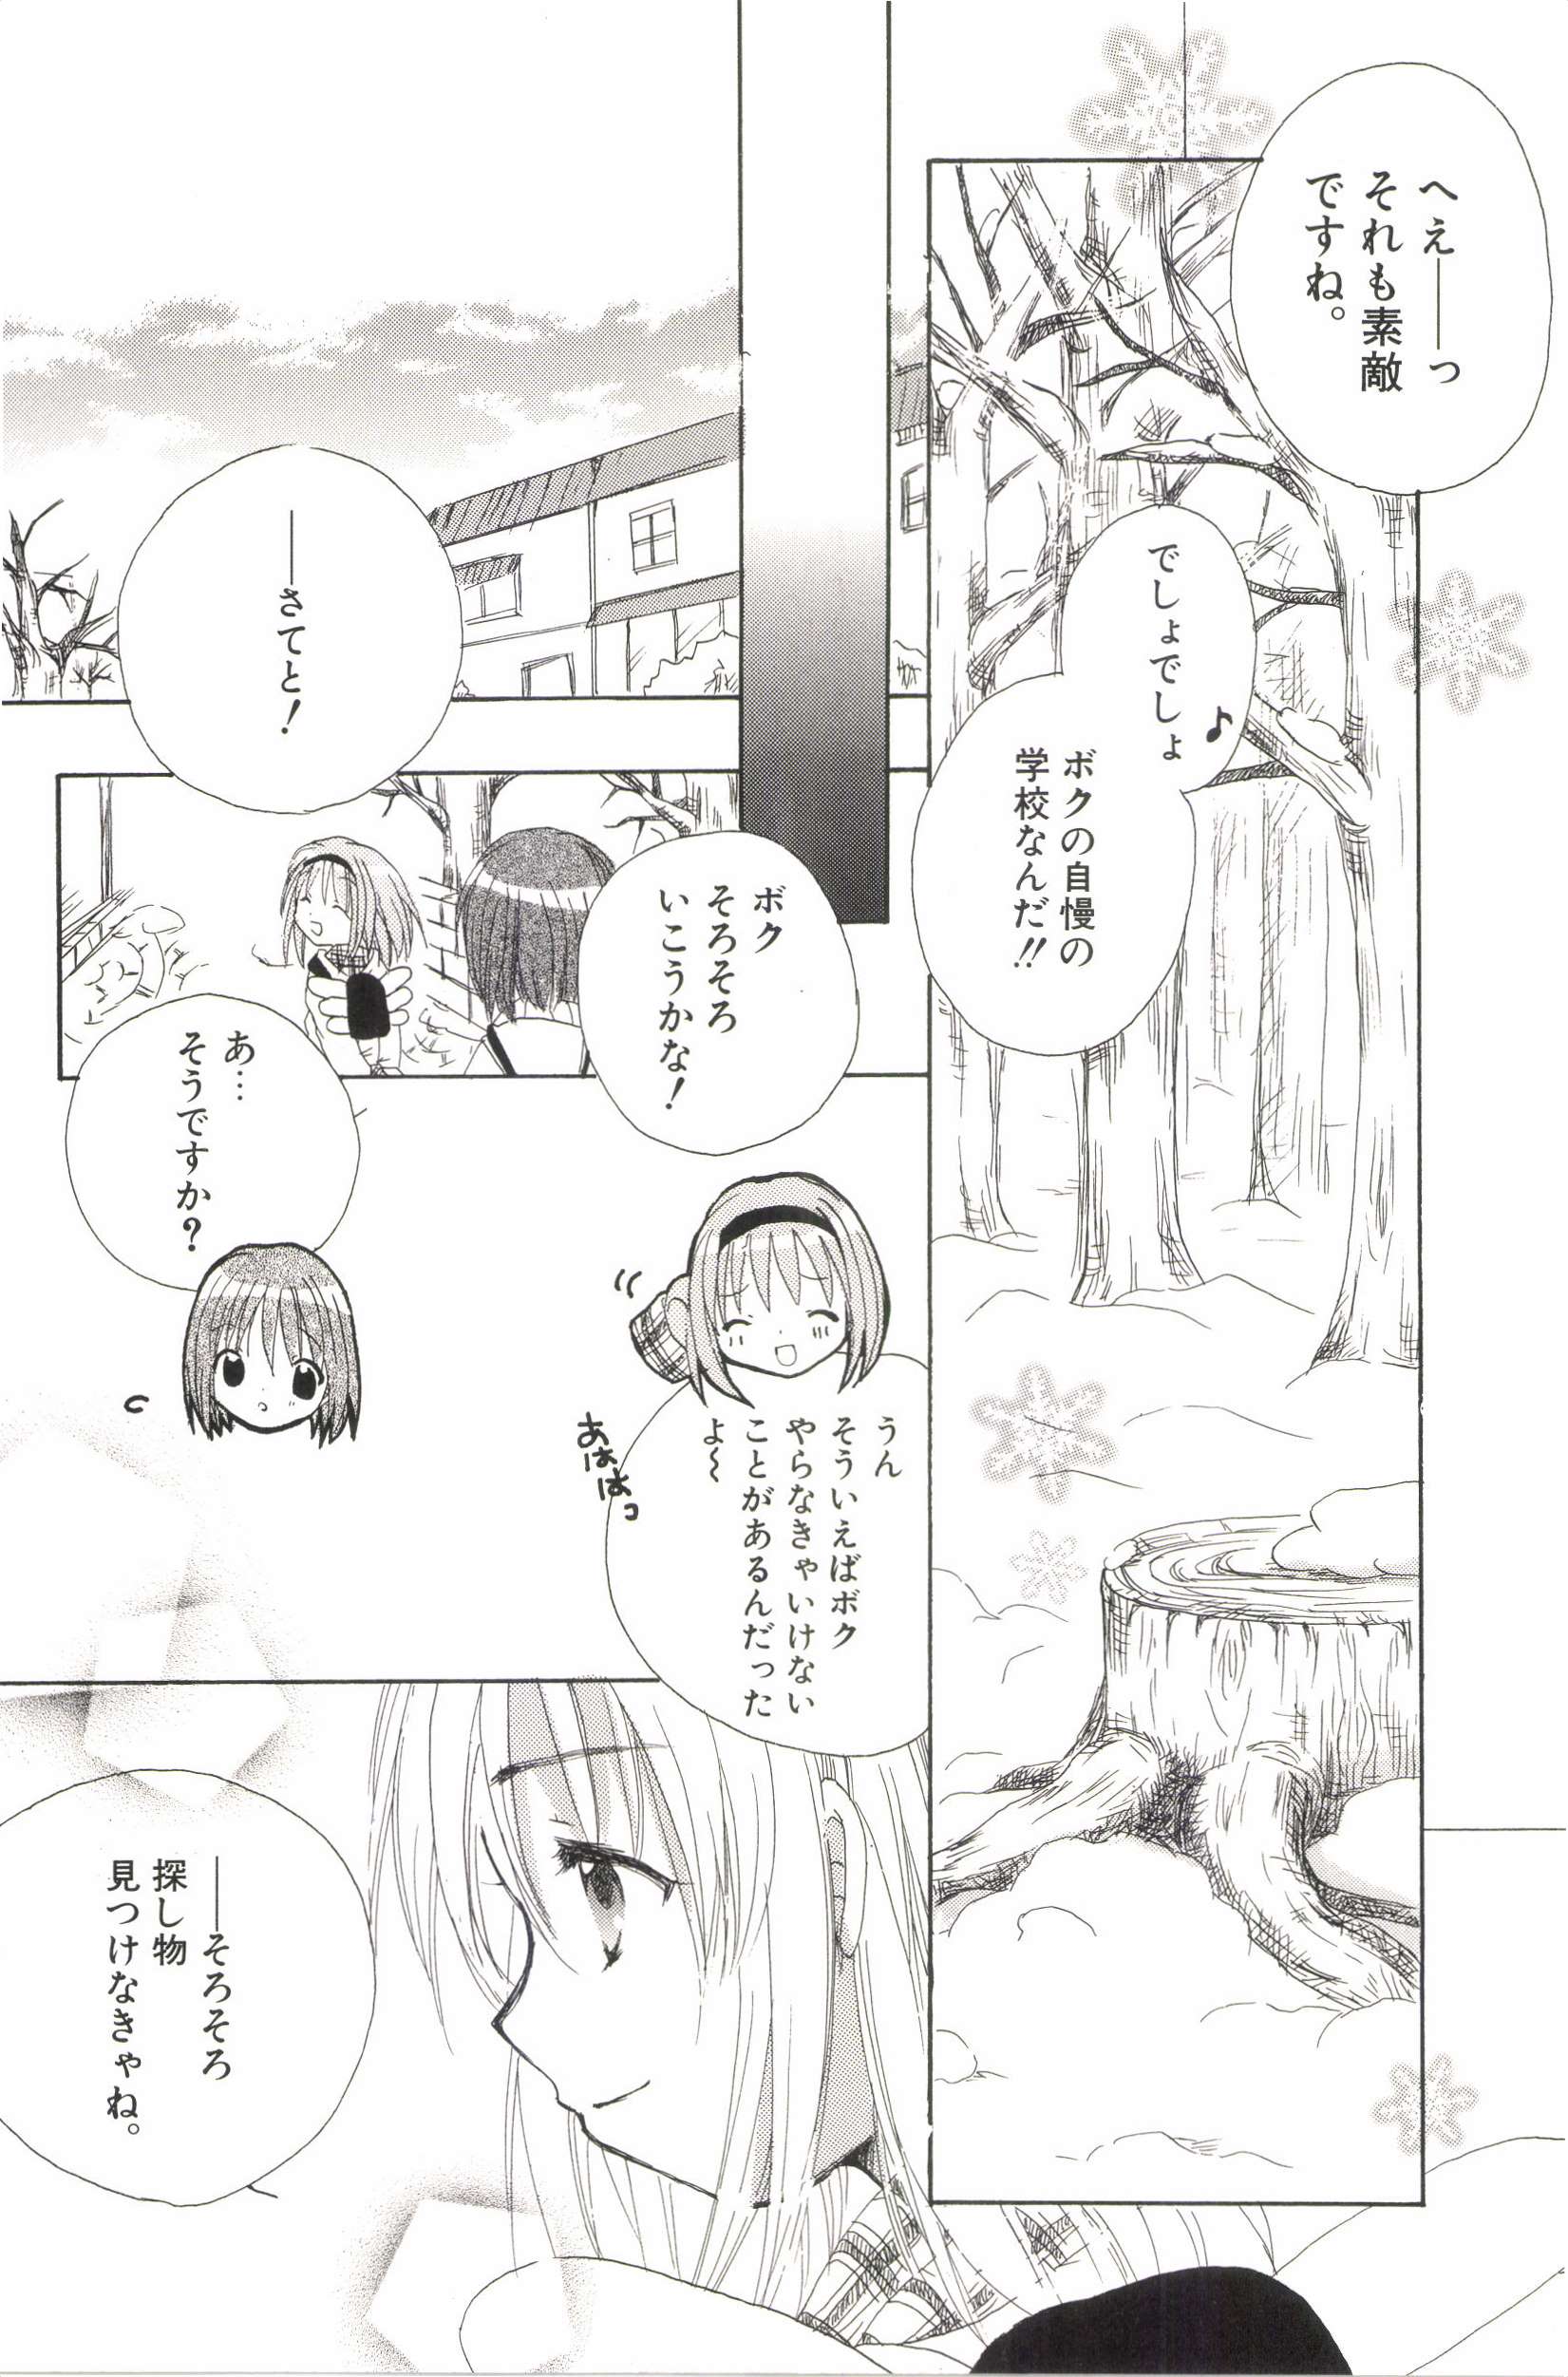 へえ――っ
それも素敵
ですね。
でしょでしょ♪
ボクの自慢の
学校なんだ!!
――さてと!
ボク
そろそろ
いこうかな!
あ…
そうですか?
うん
そういえばボク
やらなきゃいけない
ことがあるんだった
よ〜
あははっ
――そろそろ
探し物
見つけなきゃね。